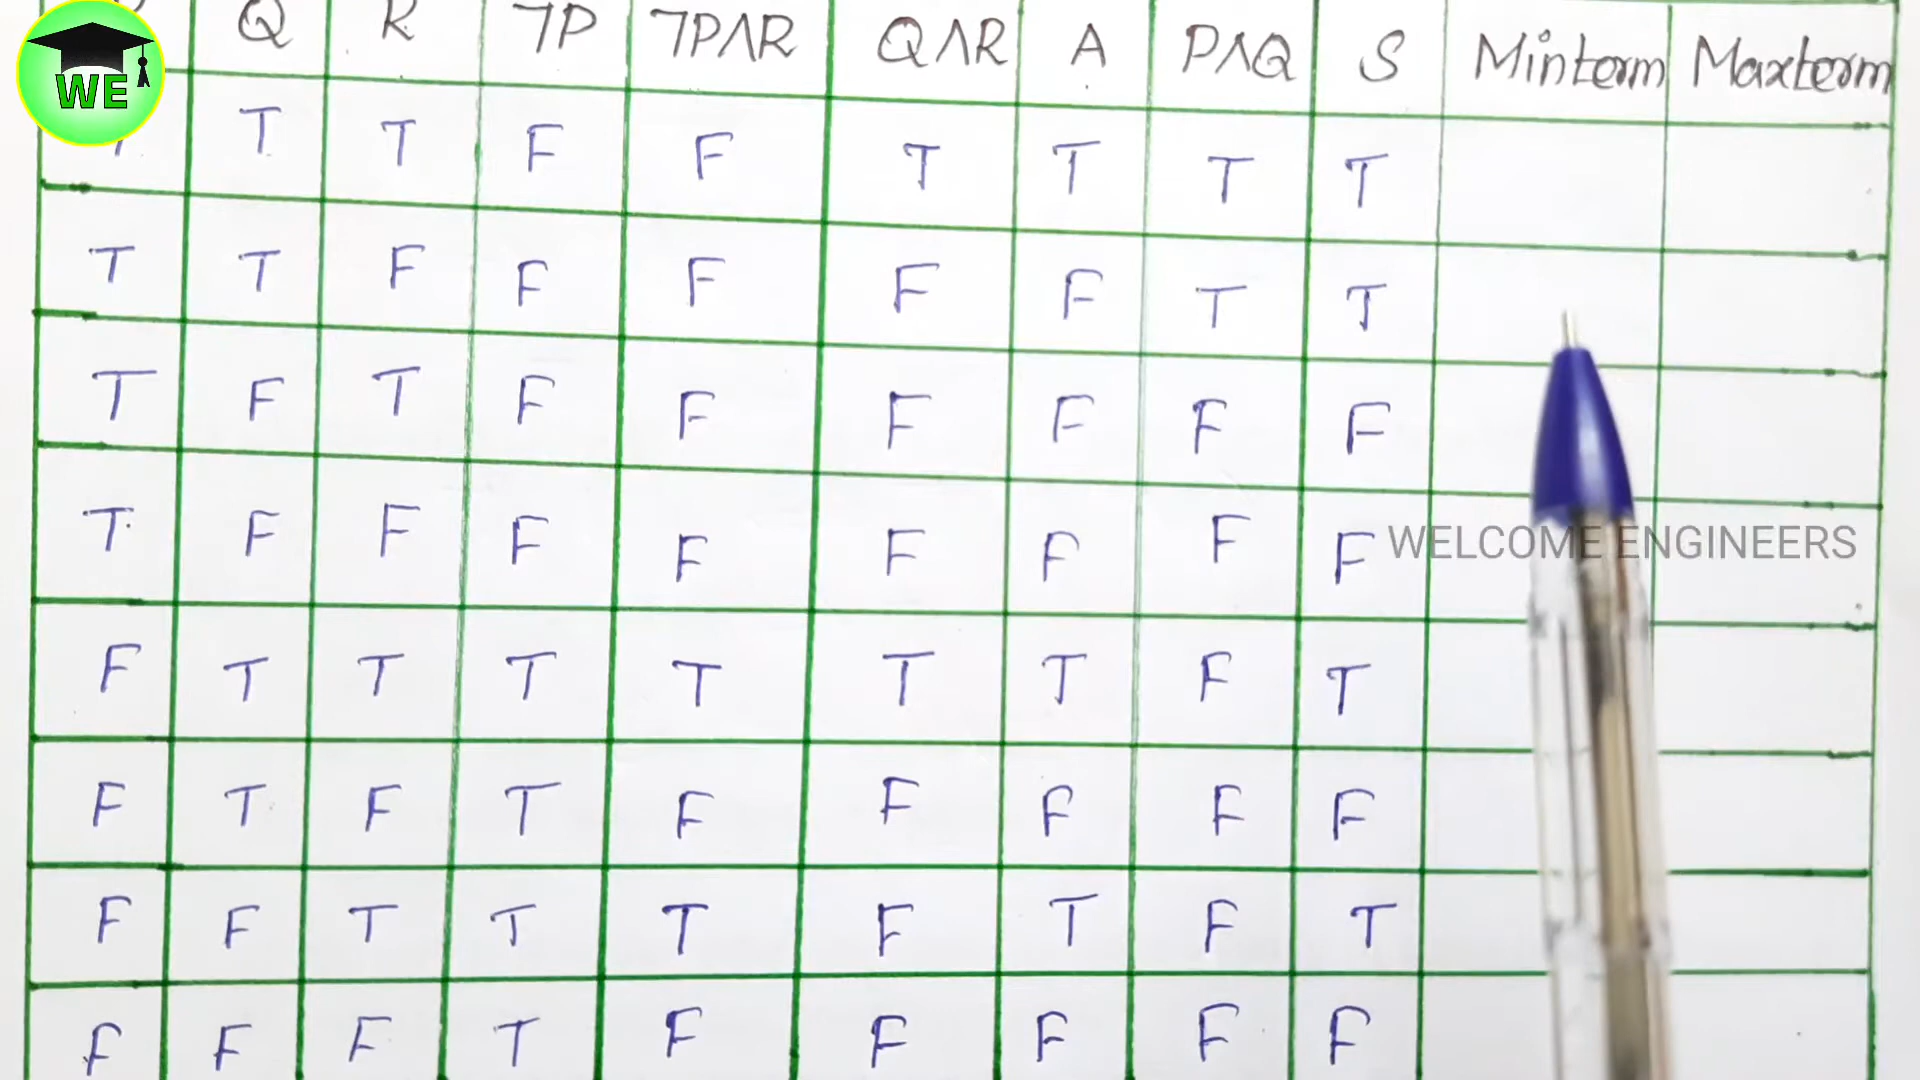 Q R ¬P ¬P∧R Q∧R A P∧Q S Minterm Maxterm
WE
T T T F F T T T T
T T F F F F F T T
T F T F F F F F F
T F F F F F F F F
WELCOME ENGINEERS
F T T T T T T F T
F T F T F F F F F
F F T T T F T F T
F F F T F F F F F